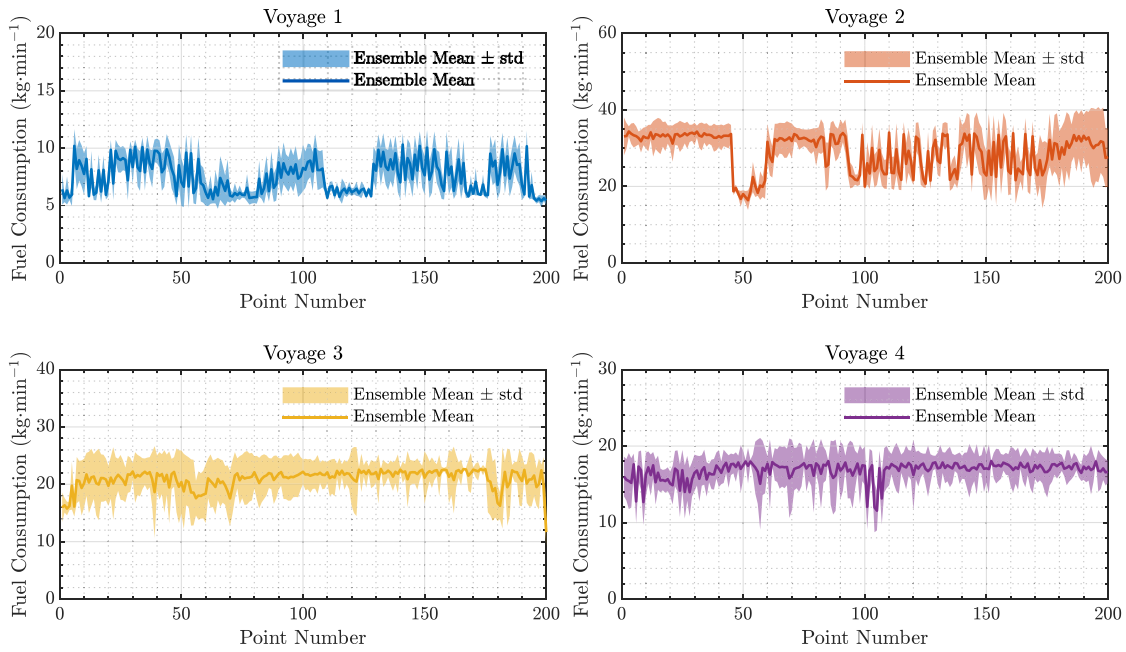 Voyage 1
Fuel Consumption (kg·min⁻¹)
20
15
10
5
0
Ensemble Mean ± std
Ensemble Mean
0 50 100 150 200
Point Number
Voyage 2
Fuel Consumption (kg·min⁻¹)
60
40
20
0
Ensemble Mean ± std
Ensemble Mean
0 50 100 150 200
Point Number
Voyage 3
Fuel Consumption (kg·min⁻¹)
40
30
20
10
0
Ensemble Mean ± std
Ensemble Mean
0 50 100 150 200
Point Number
Voyage 4
Fuel Consumption (kg·min⁻¹)
30
20
10
0
Ensemble Mean ± std
Ensemble Mean
0 50 100 150 200
Point Number